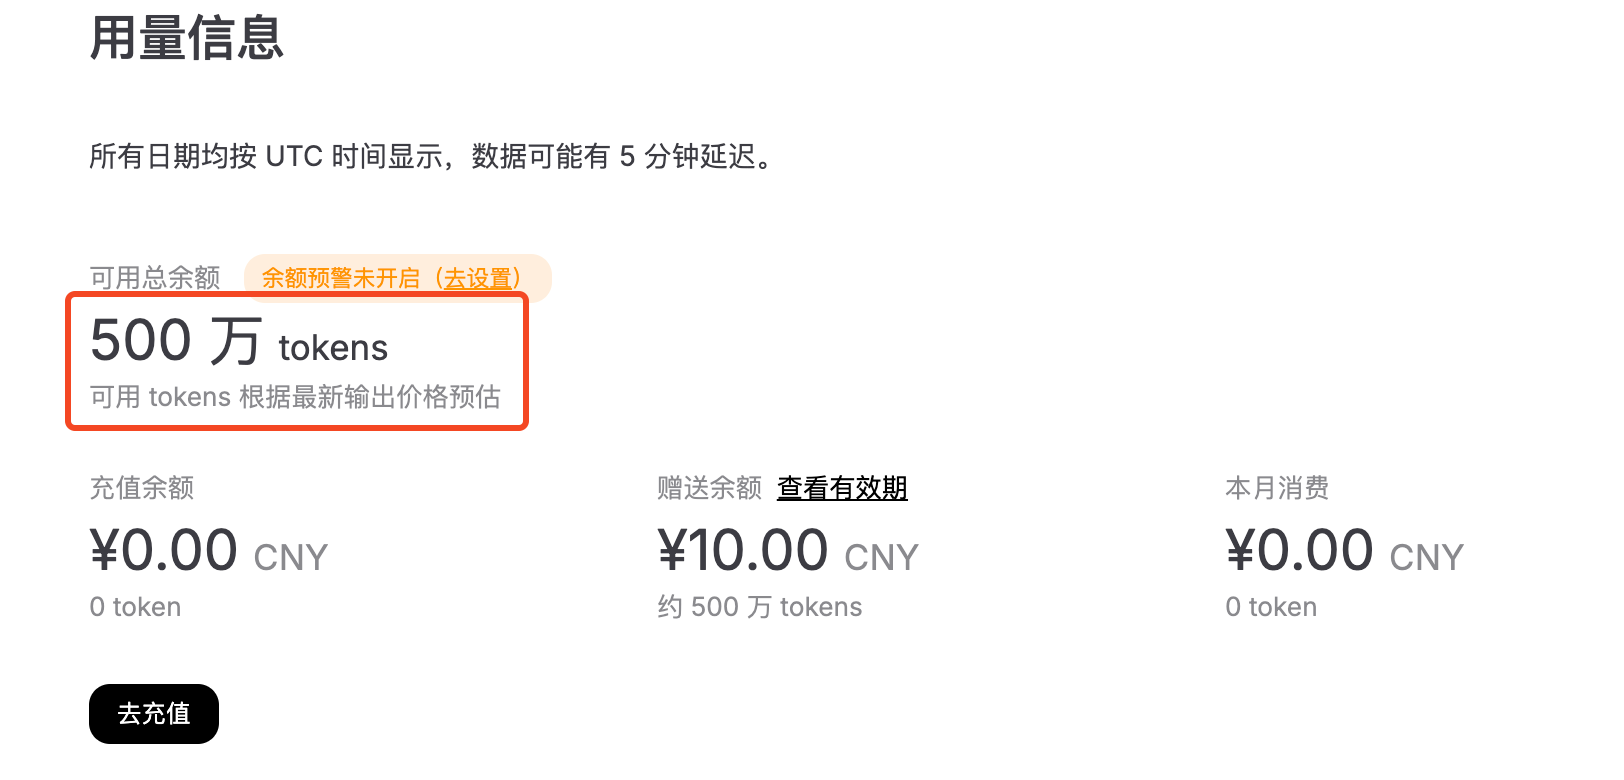 用量信息
所有日期均按 UTC 时间显示，数据可能有 5 分钟延迟。
可用总余额 余额预警未开启（去设置）
500 万 tokens
可用 tokens 根据最新输出价格预估
充值余额 赠送余额 查看有效期 本月消费
¥0.00 CNY ¥10.00 CNY ¥0.00 CNY
0 token 约 500 万 tokens 0 token
去充值